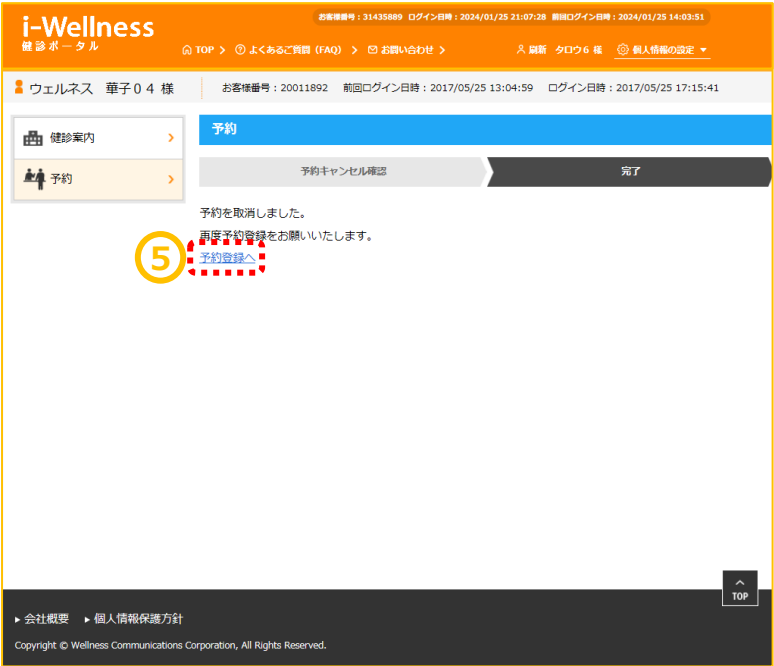 i-Wellness
健診ポータル
お客様番号：31435889 ログイン日時：2024/01/25 21:07:28 前回ログイン日時：2024/01/25 14:03:51
TOP
よくあるご質問（FAQ）
お問い合わせ
刷新 タロウ6 様
個人情報の設定
ウェルネス 華子04 様
お客様番号：20011892 前回ログイン日時：2017/05/25 13:04:59 ログイン日時：2017/05/25 17:15:41
健診案内
予約
予約
予約キャンセル確認
完了
予約を取消しました。
再度予約登録をお願いいたします。
⑤
予約登録へ
TOP
会社概要
個人情報保護方針
Copyright © Wellness Communications Corporation, All Rights Reserved.